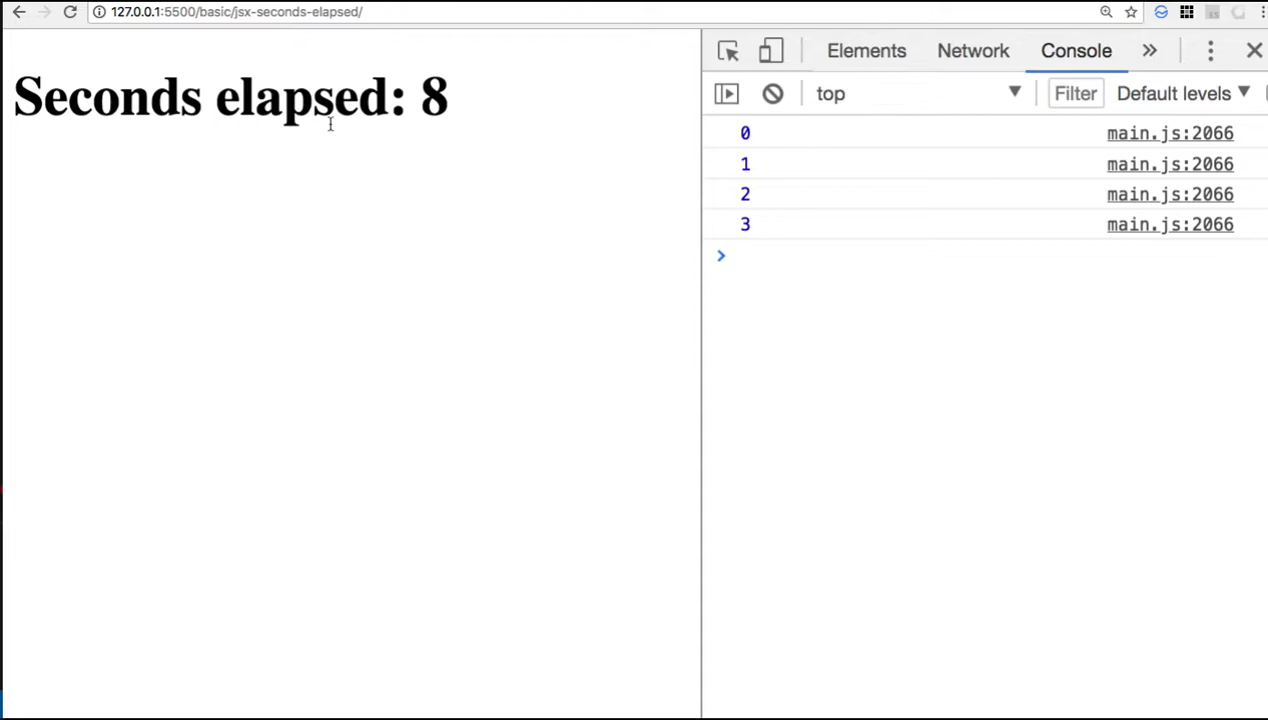 127.0.0.1:5500/basic/jsx-seconds-elapsed/
Seconds elapsed: 8
Elements Network Console »
top Filter Default levels
0 main.js:2066
1 main.js:2066
2 main.js:2066
3 main.js:2066